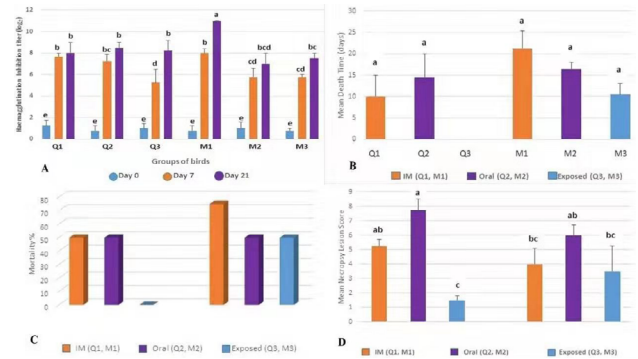 Haemagglutination Inhibition titer (log2)
12
10
8
6
4
2
0
e b b
e bc b
e d b
e b a
e cd bcd
e cd bc
Q1 Q2 Q3 M1 M2 M3
Groups of birds
A
Day 0 Day 7 Day 21
Mean Death Time (days)
30
25
20
15
10
5
0
a a a a a
Q1 Q2 Q3 M1 M2 M3
B
IM (Q1, M1) Oral (Q2, M2) Exposed (Q3, M3)
Mortality%
80
70
60
50
40
30
20
10
0
C
IM (Q1, M1) Oral (Q2, M2) Exposed (Q3, M3)
Mean Necropsy Lesion Score
9
8
7
6
5
4
3
2
1
0
ab a c bc ab bc
D
IM (Q1, M1) Oral (Q2, M2) Exposed (Q3, M3)